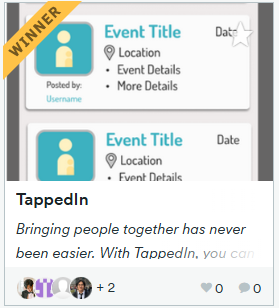 WINNER
Event Title
Date
Location
• Event Details
• More Details
Posted by:
Username
Event Title
Date
Location
• Event Details
TappedIn
Bringing people together has never
been easier. With TappedIn, you can
+ 2
0
0